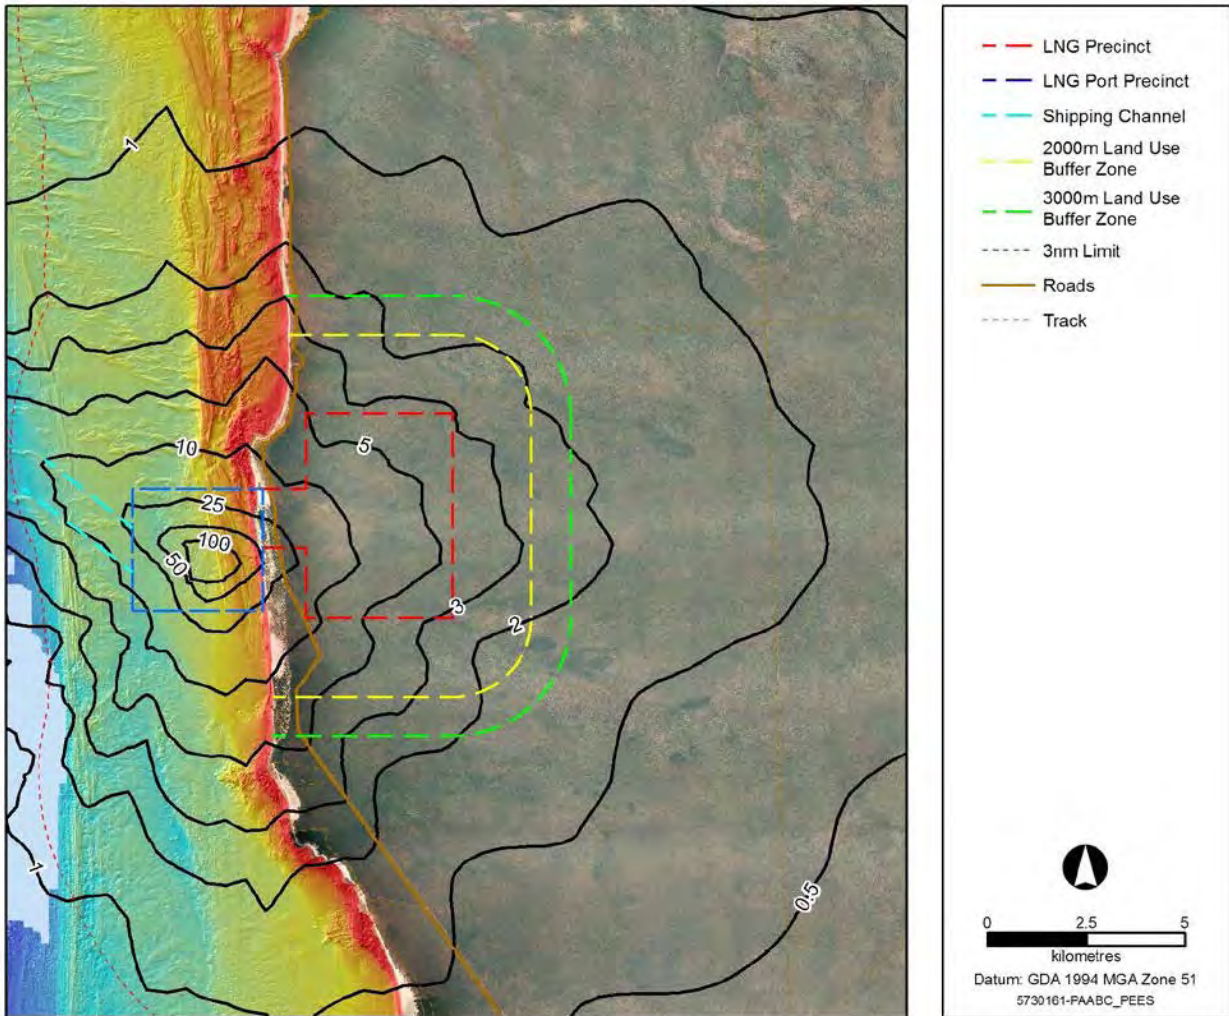 1
10
5
25
100
50
3
2
1
0.5
LNG Precinct
LNG Port Precinct
Shipping Channel
2000m Land Use
Buffer Zone
3000m Land Use
Buffer Zone
3nm Limit
Roads
Track
0 2.5 5
kilometres
Datum: GDA 1994 MGA Zone 51
5730161-PAABC_PEES